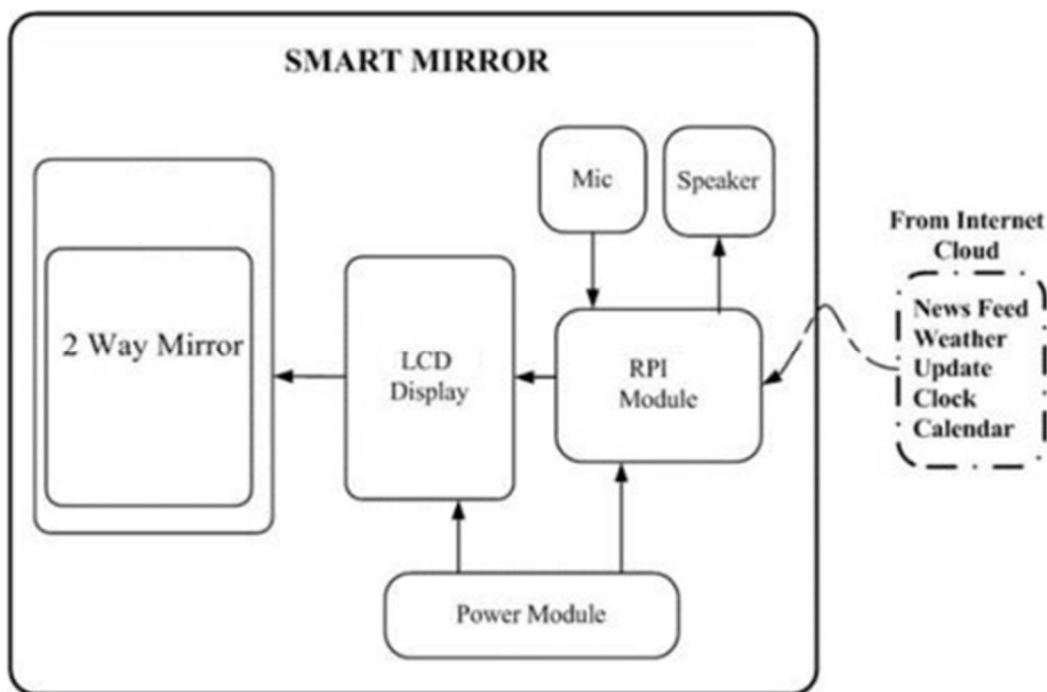 SMART MIRROR
Mic
Speaker
From Internet
Cloud
News Feed
Weather
Update
Clock
Calendar
2 Way Mirror
LCD
Display
RPI
Module
Power Module